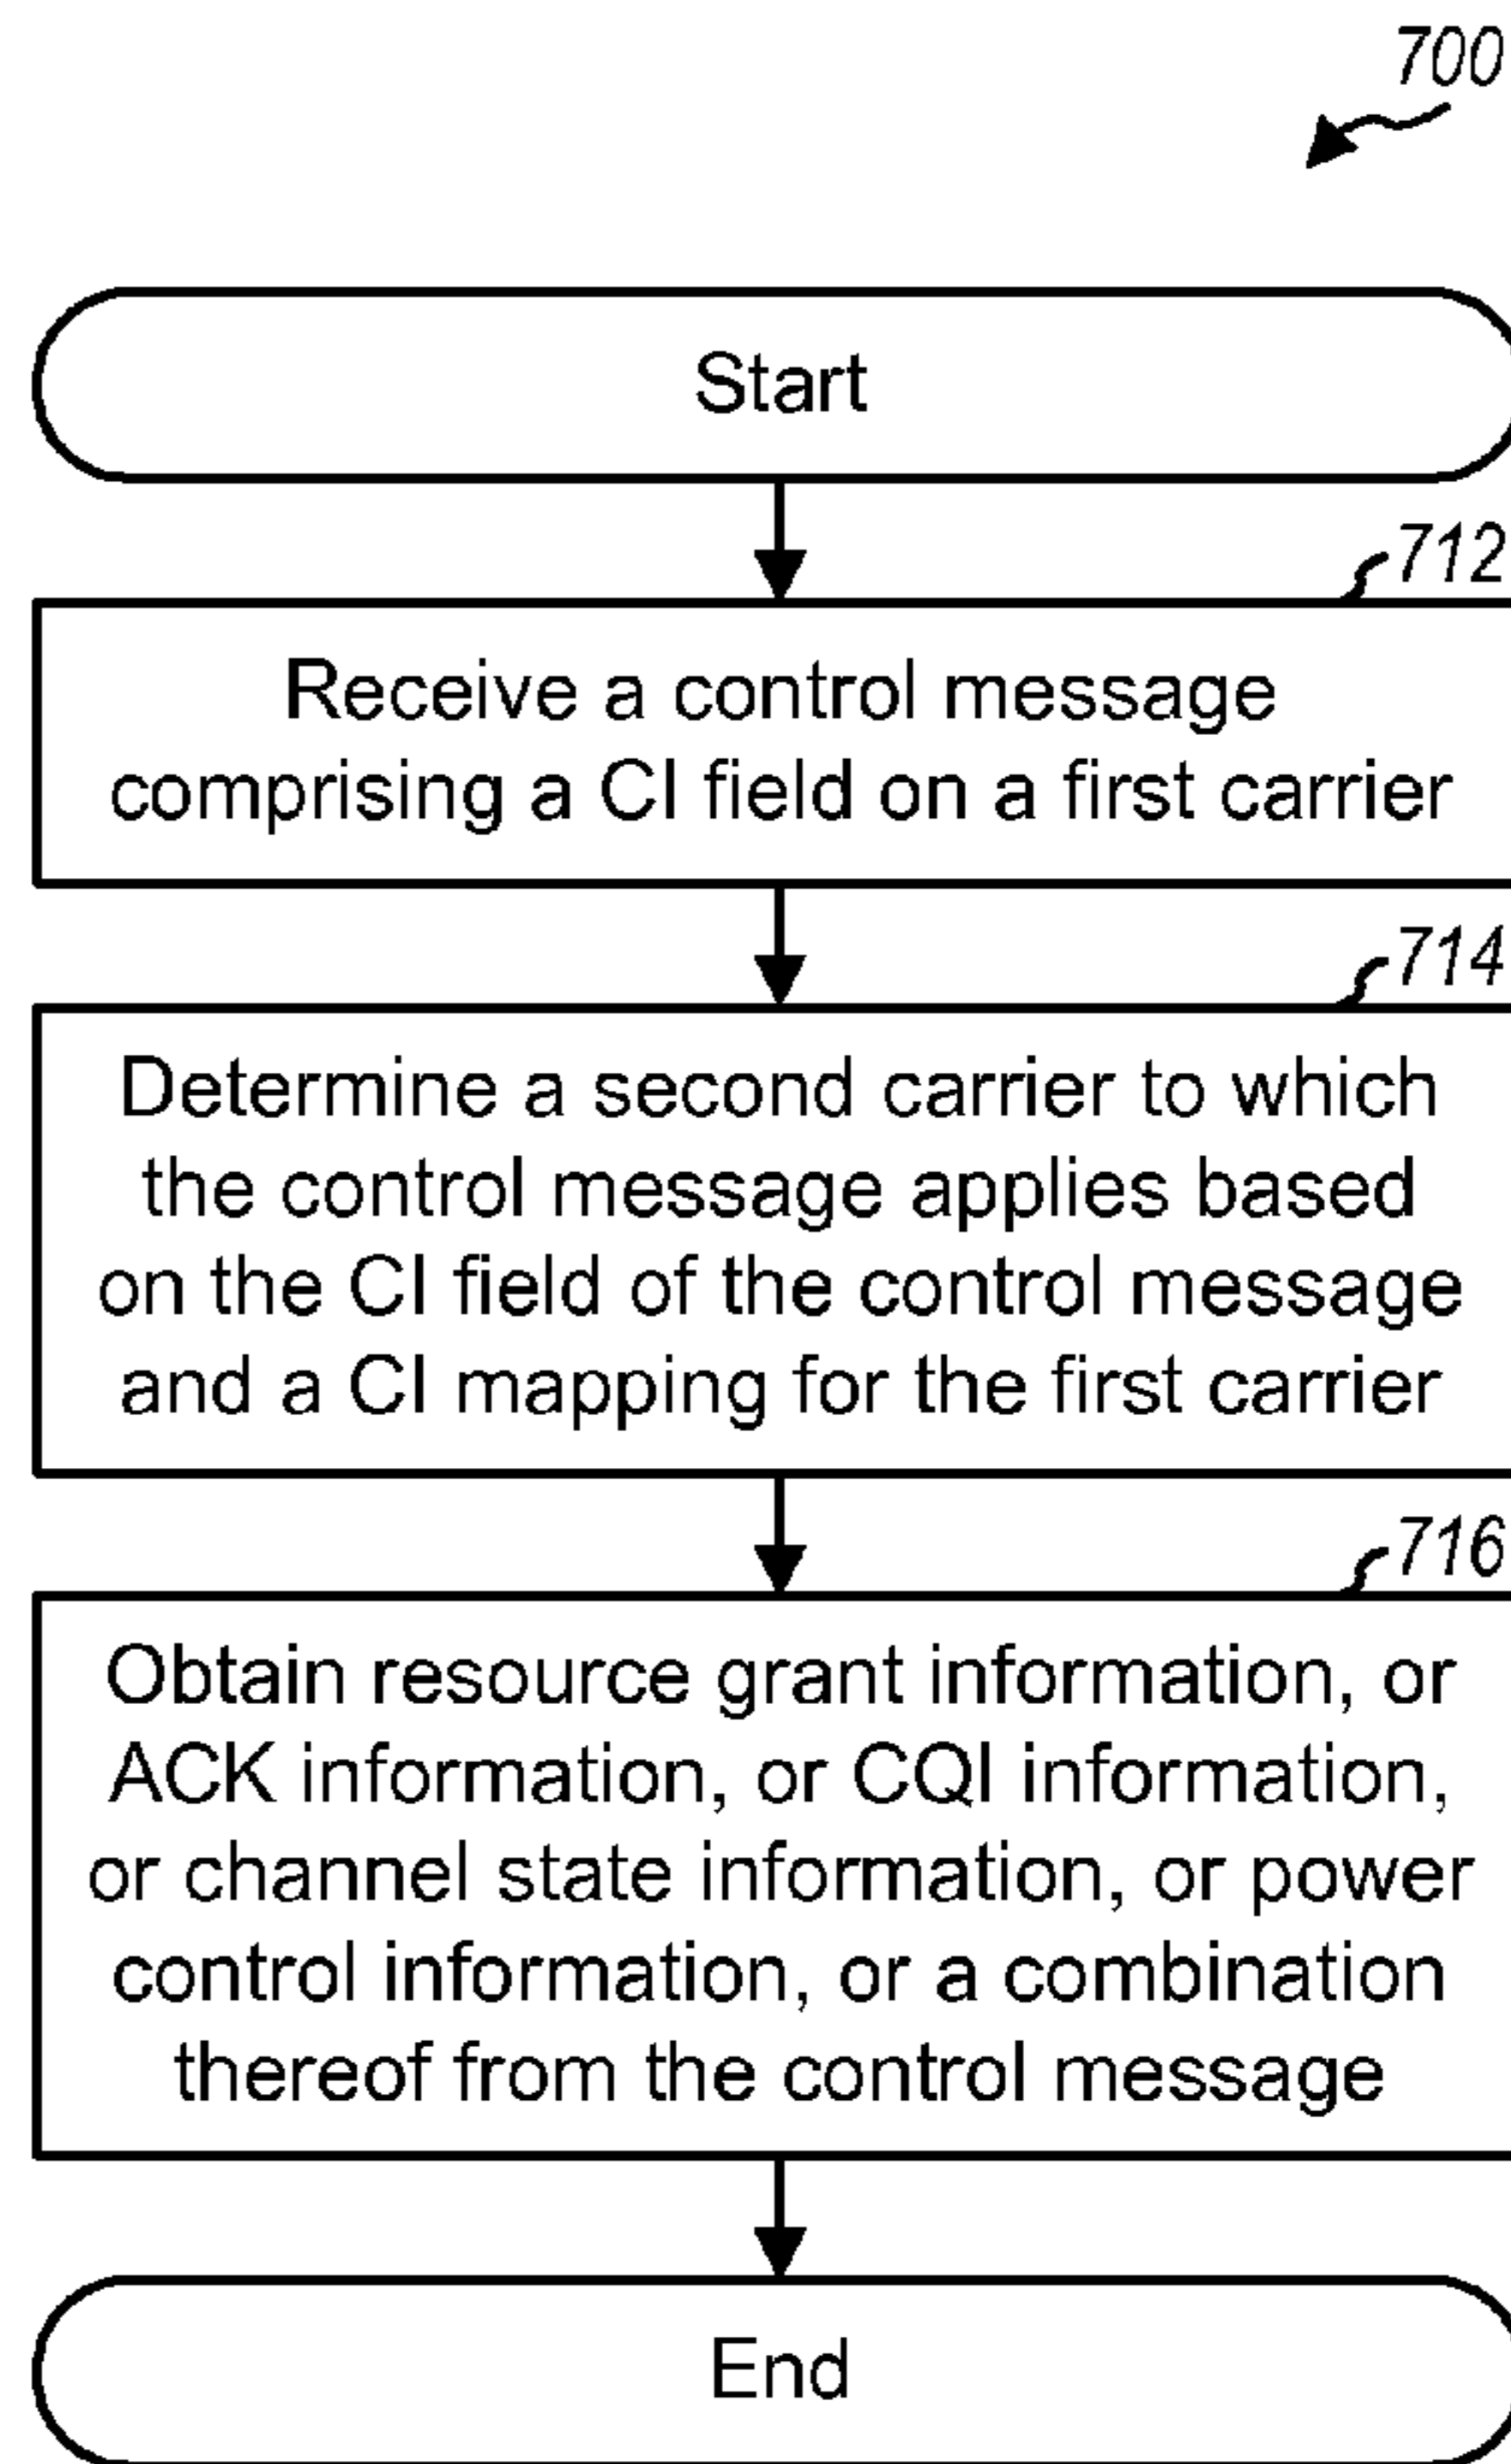 700
Start
712
Receive a control message
comprising a CI field on a first carrier
714
Determine a second carrier to which
the control message applies based
on the CI field of the control message
and a CI mapping for the first carrier
716
Obtain resource grant information, or
ACK information, or CQI information,
or channel state information, or power
control information, or a combination
thereof from the control message
End